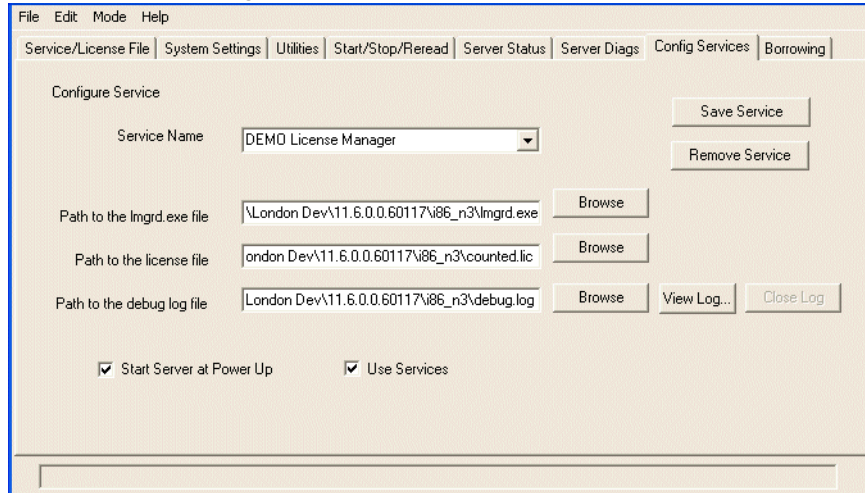 File Edit Mode Help
Service/License File System Settings Utilities Start/Stop/Reread Server Status Server Diags Config Services Borrowing
Configure Service
Save Service
Service Name DEMO License Manager
Remove Service
Path to the lmgrd.exe file \London Dev\11.6.0.0.60117\i86_n3\lmgrd.exe Browse
Path to the license file ondon Dev\11.6.0.0.60117\i86_n3\counted.lic Browse
Path to the debug log file London Dev\11.6.0.0.60117\i86_n3\debug.log Browse View Log... Close Log
Start Server at Power Up Use Services